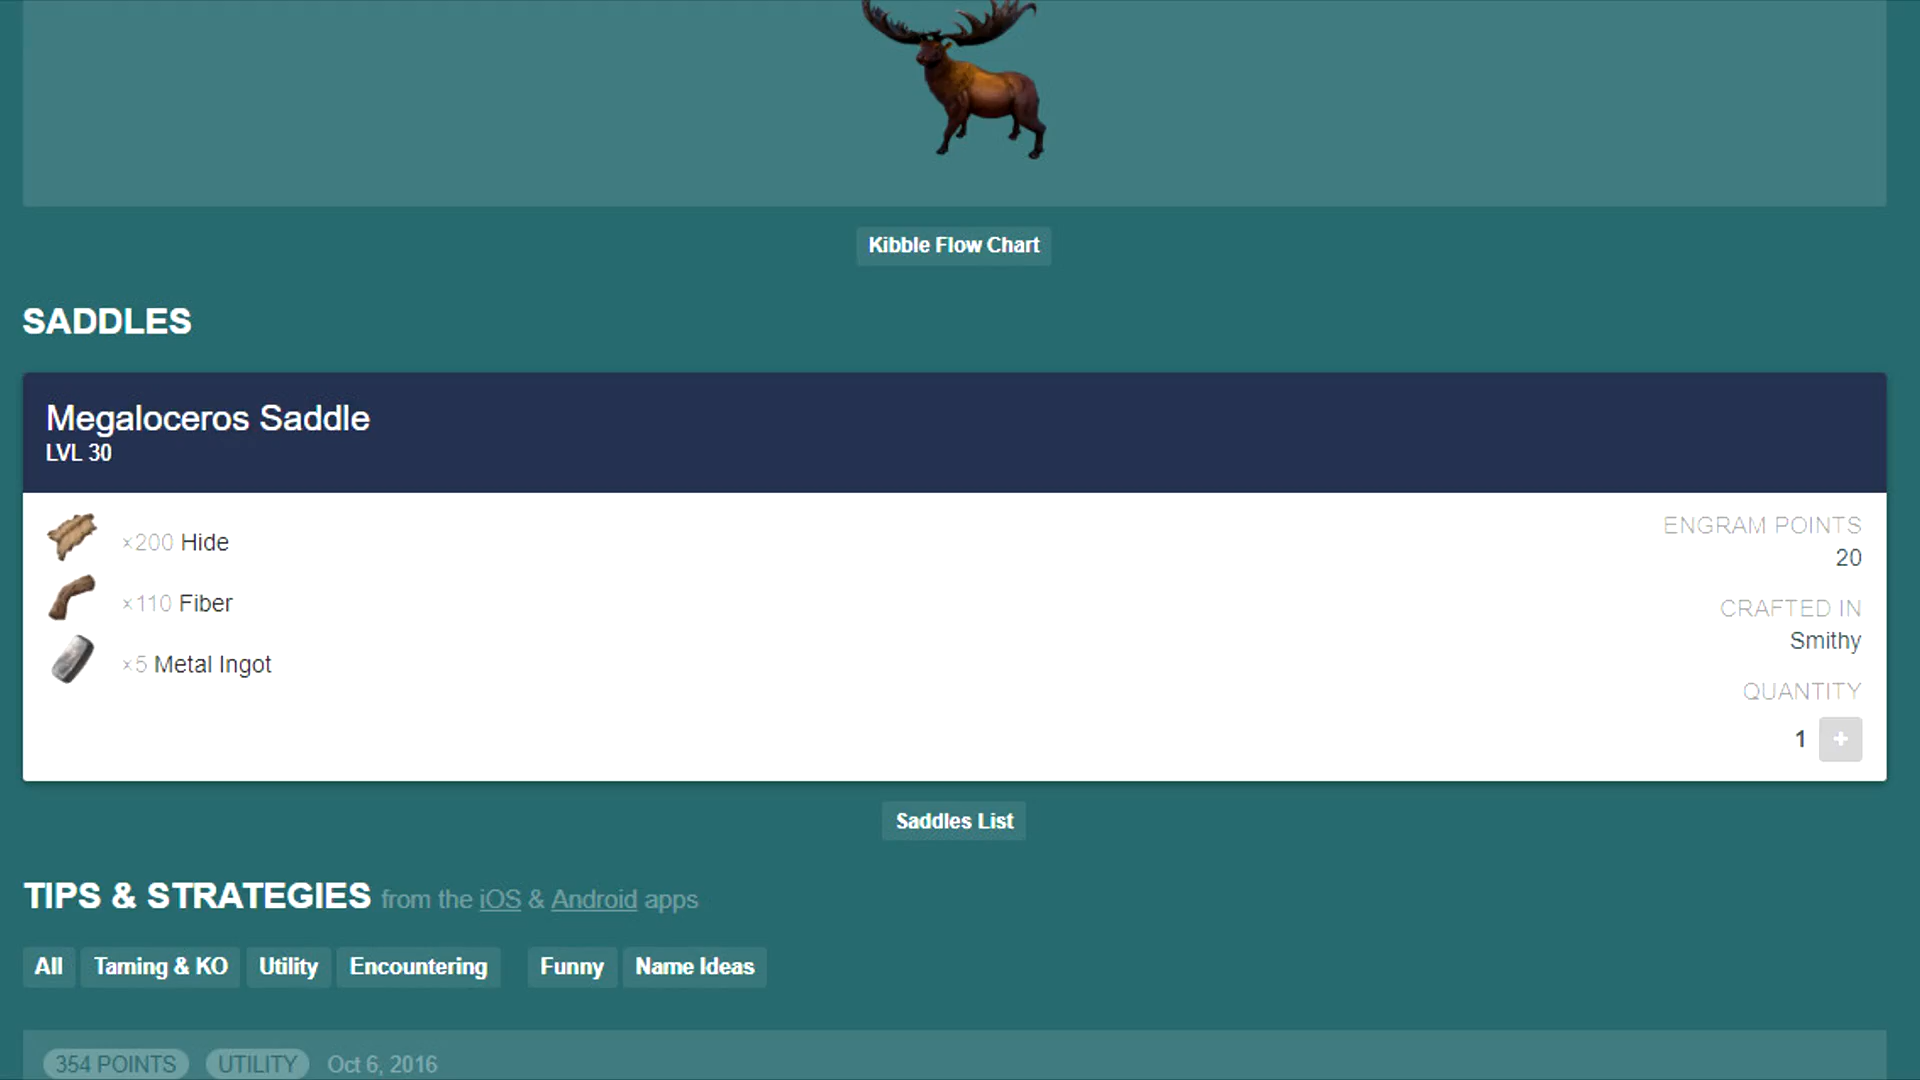 Kibble Flow Chart
SADDLES
Megaloceros Saddle
LVL 30
×200 Hide
×110 Fiber
×5 Metal Ingot
ENGRAM POINTS
20
CRAFTED IN
Smithy
QUANTITY
1 +
Saddles List
TIPS & STRATEGIES from the iOS & Android apps
All Taming & KO Utility Encountering Funny Name Ideas
354 POINTS UTILITY Oct 6, 2016